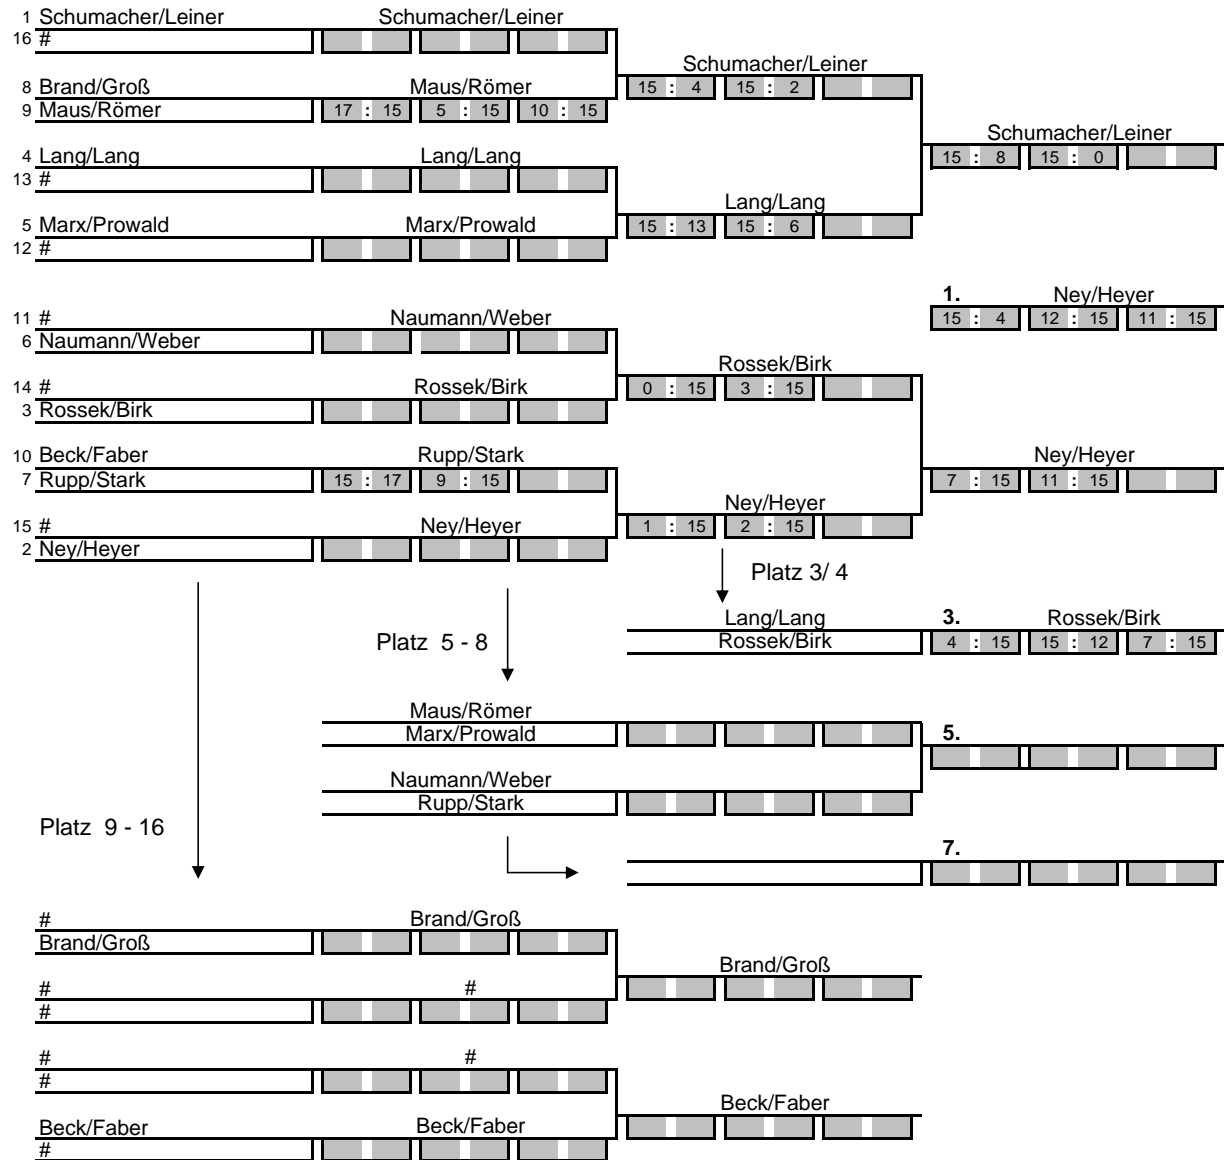 1 Schumacher/Leiner Schumacher/Leiner
16 #
Schumacher/Leiner
8 Brand/Groß Maus/Römer 15 : 4 15 : 2
9 Maus/Römer 17 : 15 5 : 15 10 : 15
Schumacher/Leiner
4 Lang/Lang Lang/Lang 15 : 8 15 : 0
13 #
Lang/Lang
5 Marx/Prowald Marx/Prowald 15 : 13 15 : 6
12 #
1. Ney/Heyer
11 # Naumann/Weber 15 : 4 12 : 15 11 : 15
6 Naumann/Weber
Rossek/Birk
14 # Rossek/Birk 0 : 15 3 : 15
3 Rossek/Birk
10 Beck/Faber Rupp/Stark Ney/Heyer
7 Rupp/Stark 15 : 17 9 : 15 7 : 15 11 : 15
Ney/Heyer
15 # Ney/Heyer 1 : 15 2 : 15
2 Ney/Heyer
Platz 3/ 4
Lang/Lang 3. Rossek/Birk
Platz 5 - 8 Rossek/Birk 4 : 15 15 : 12 7 : 15
Maus/Römer
Marx/Prowald 5.
Naumann/Weber
Rupp/Stark
Platz 9 - 16
7.
# Brand/Groß
Brand/Groß
Brand/Groß
# #
#
# #
#
Beck/Faber
Beck/Faber Beck/Faber
#